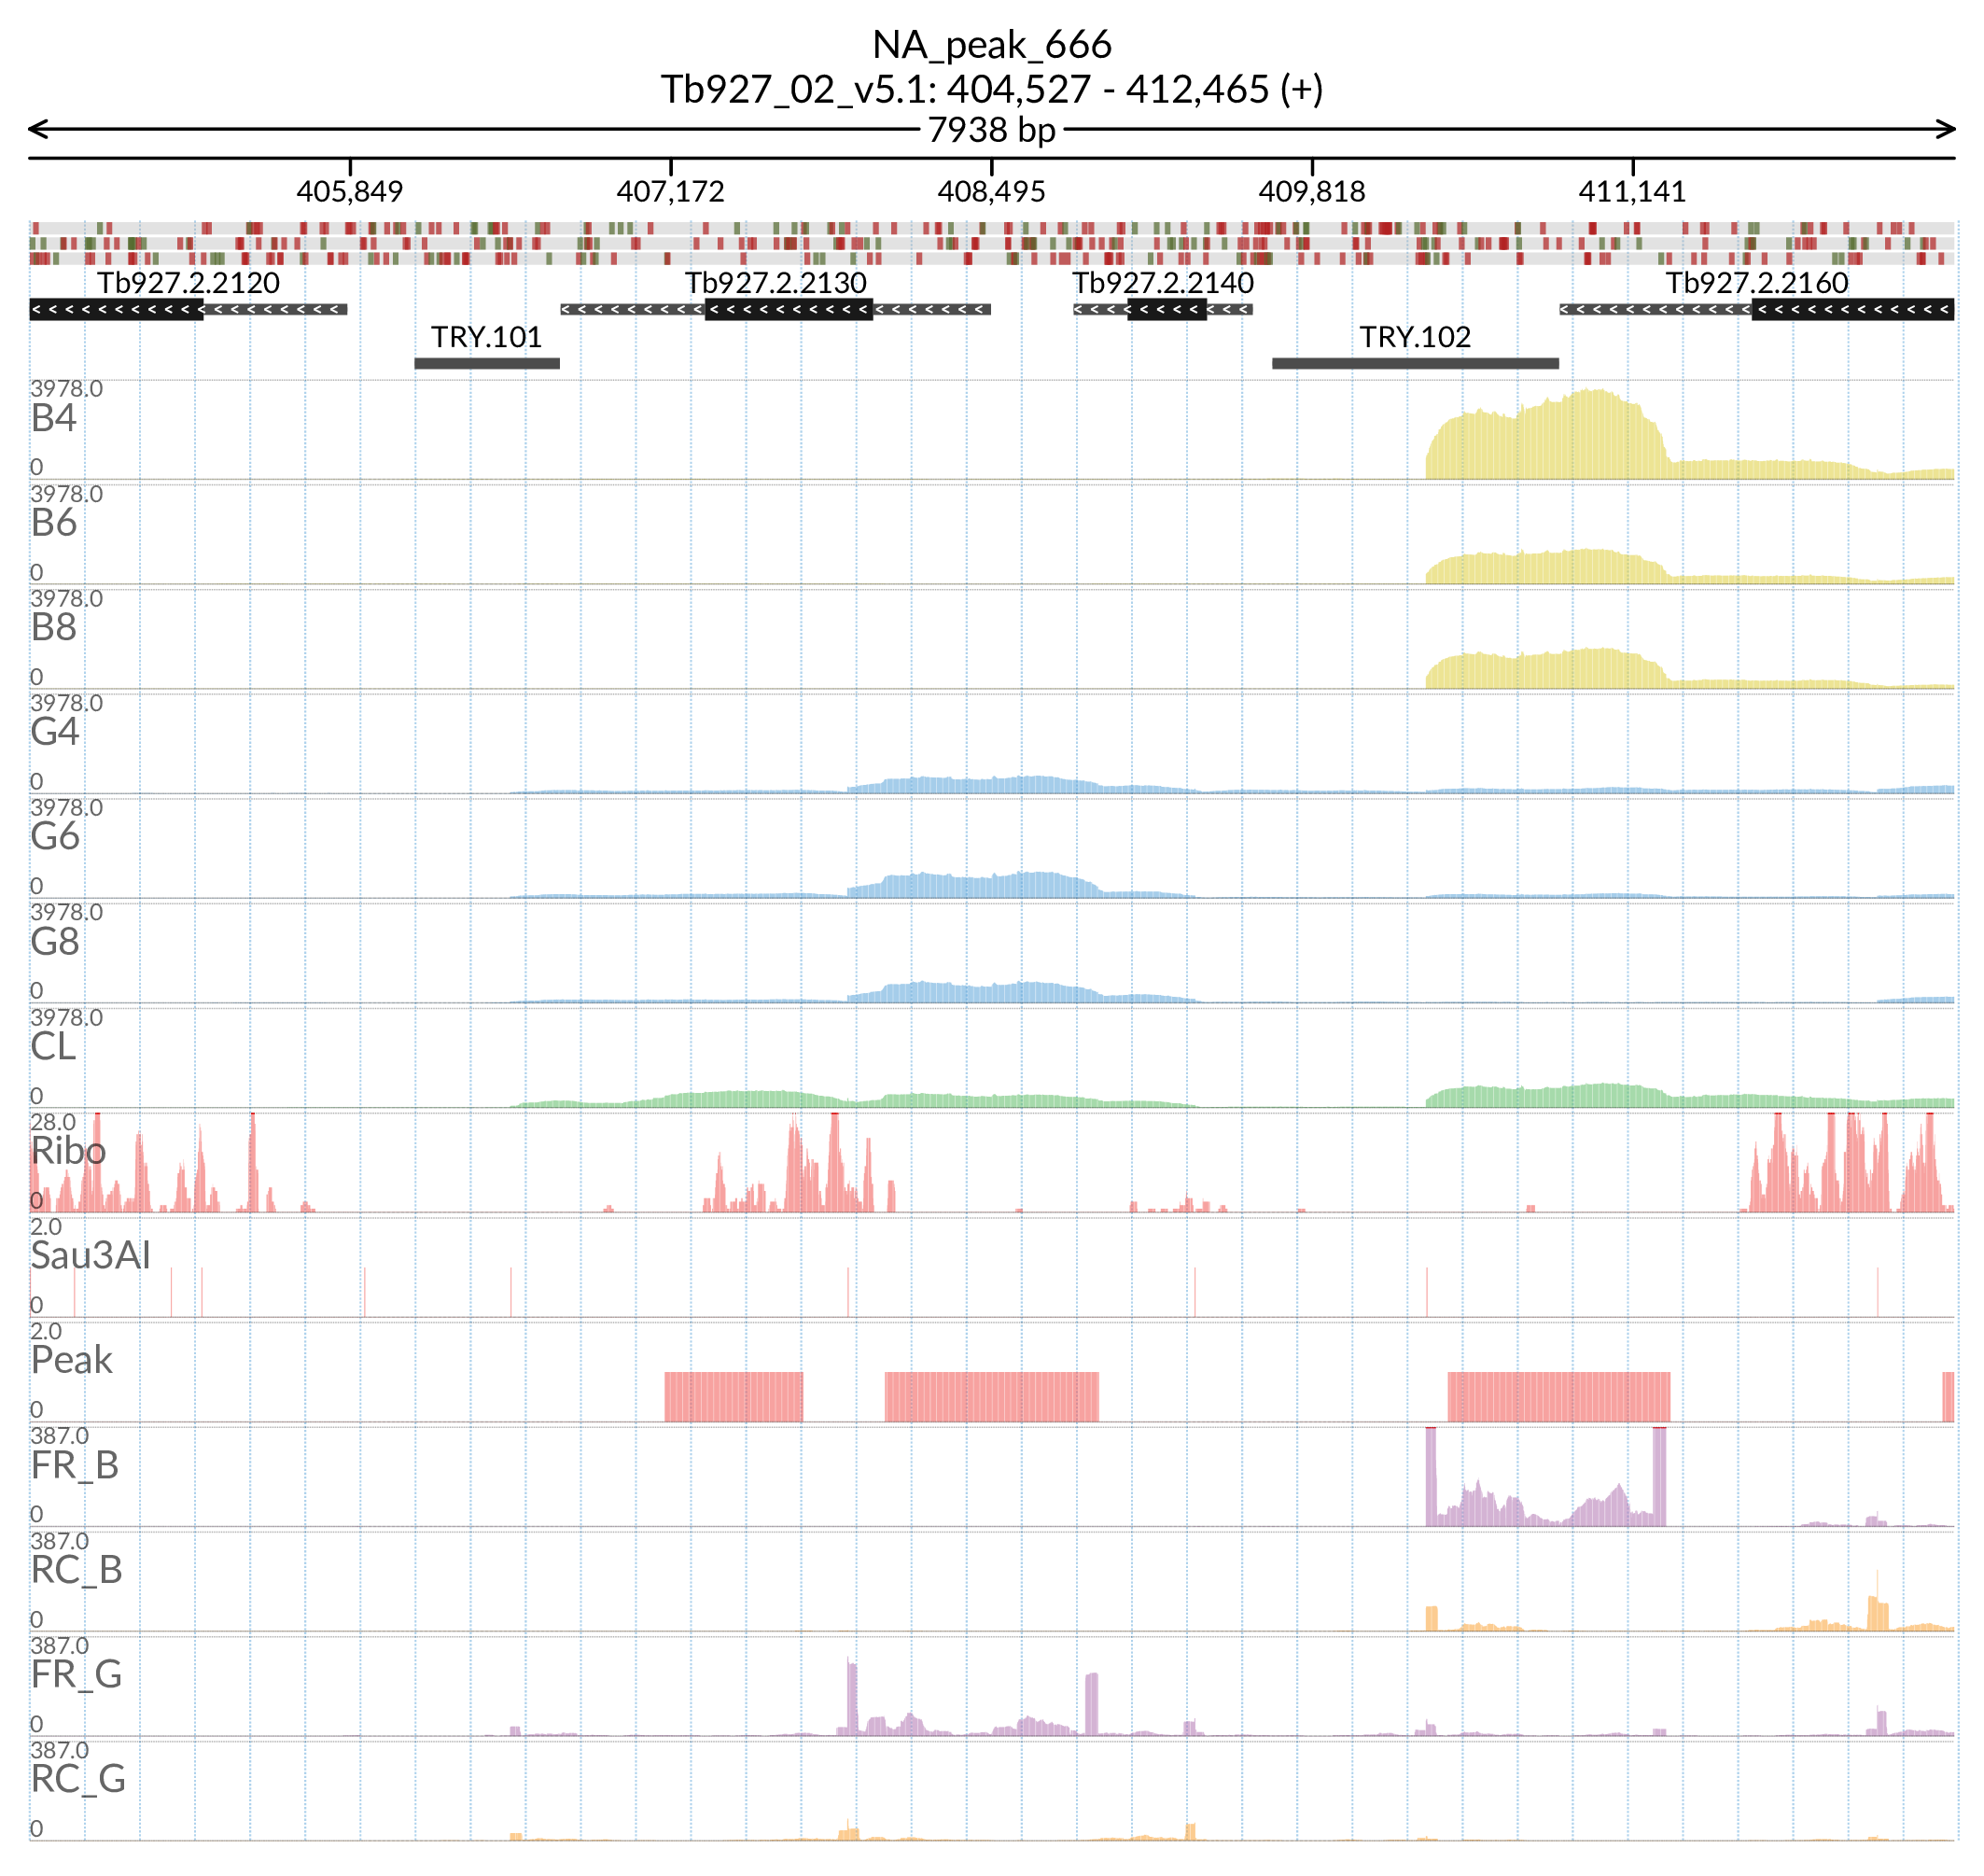 NA_peak_666
Tb927_02_v5.1: 404,527 - 412,465 (+)
7938 bp
405,849 407,172 408,495 409,818 411,141
Tb927.2.2120 Tb927.2.2130 Tb927.2.2140 Tb927.2.2160
TRY.101 TRY.102
3978.0
B4
0
3978.0
B6
0
3978.0
B8
0
3978.0
G4
0
3978.0
G6
0
3978.0
G8
0
3978.0
CL
0
28.0
Ribo
0
2.0
Sau3AI
0
2.0
Peak
0
387.0
FR_B
0
387.0
RC_B
0
387.0
FR_G
0
387.0
RC_G
0